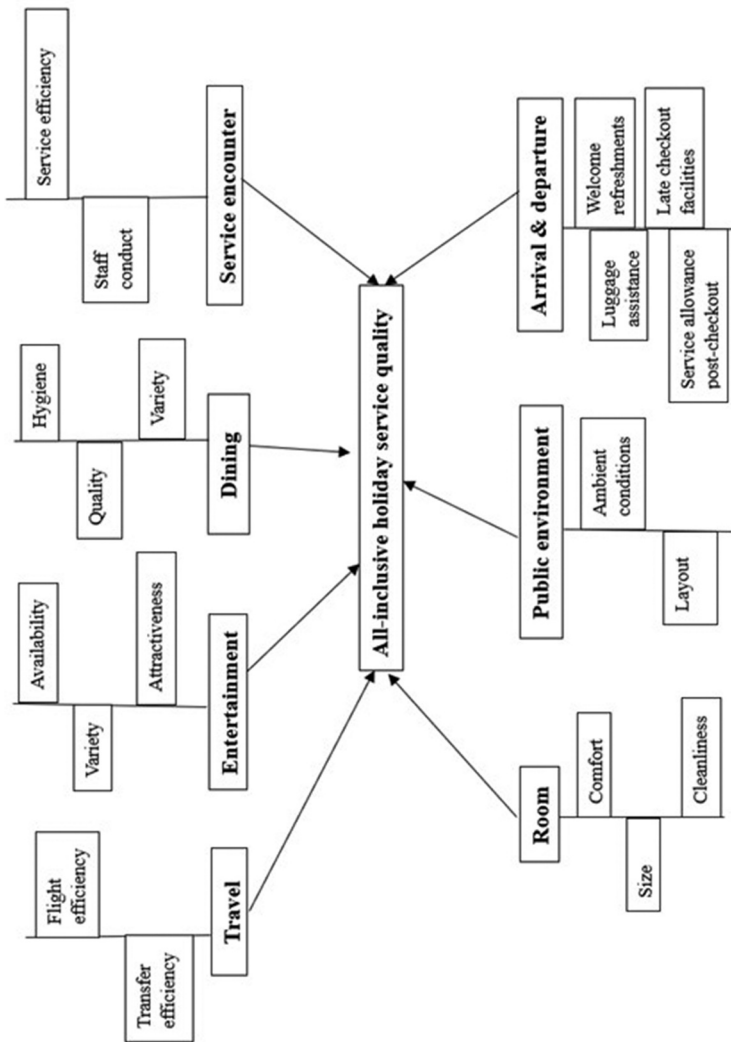 Flight
efficiency
Transfer
efficiency
Travel
Availability
Variety
Attractiveness
Entertainment
Hygiene
Quality
Variety
Dining
Service efficiency
Staff
conduct
Service encounter
All-inclusive holiday service quality
Room
Comfort
Size
Cleanliness
Public environment
Ambient
conditions
Layout
Arrival & departure
Welcome
refreshments
Luggage
assistance
Late checkout
facilities
Service allowance
post-checkout